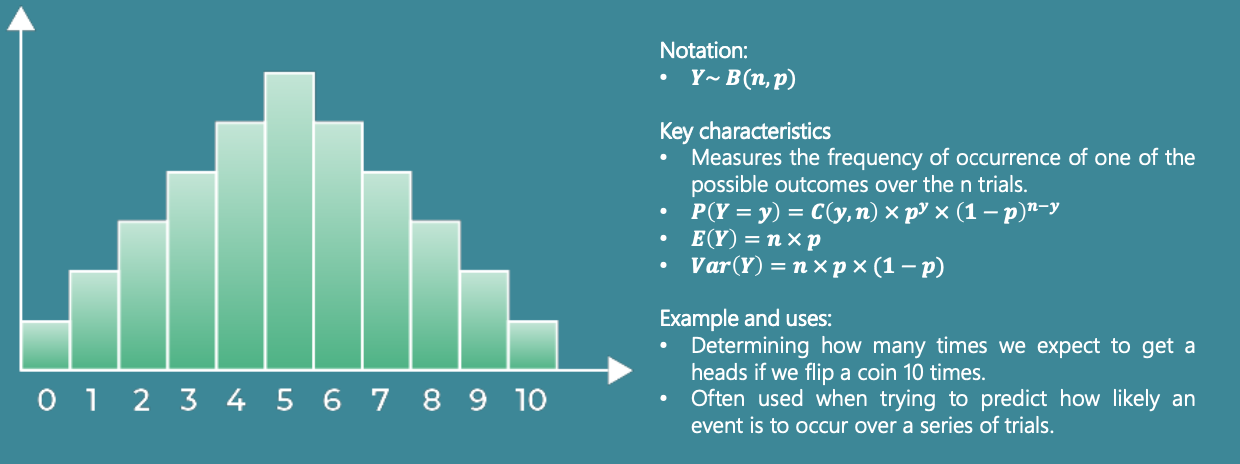 Notation:
• Y~ B(n, p)
Key characteristics
• Measures the frequency of occurrence of one of the
possible outcomes over the n trials.
• P(Y = y) = C(y, n) × p^y × (1 − p)^{n−y}
• E(Y) = n × p
• Var(Y) = n × p × (1 − p)
Example and uses:
• Determining how many times we expect to get a
heads if we flip a coin 10 times.
• Often used when trying to predict how likely an
event is to occur over a series of trials.
0 1 2 3 4 5 6 7 8 9 10